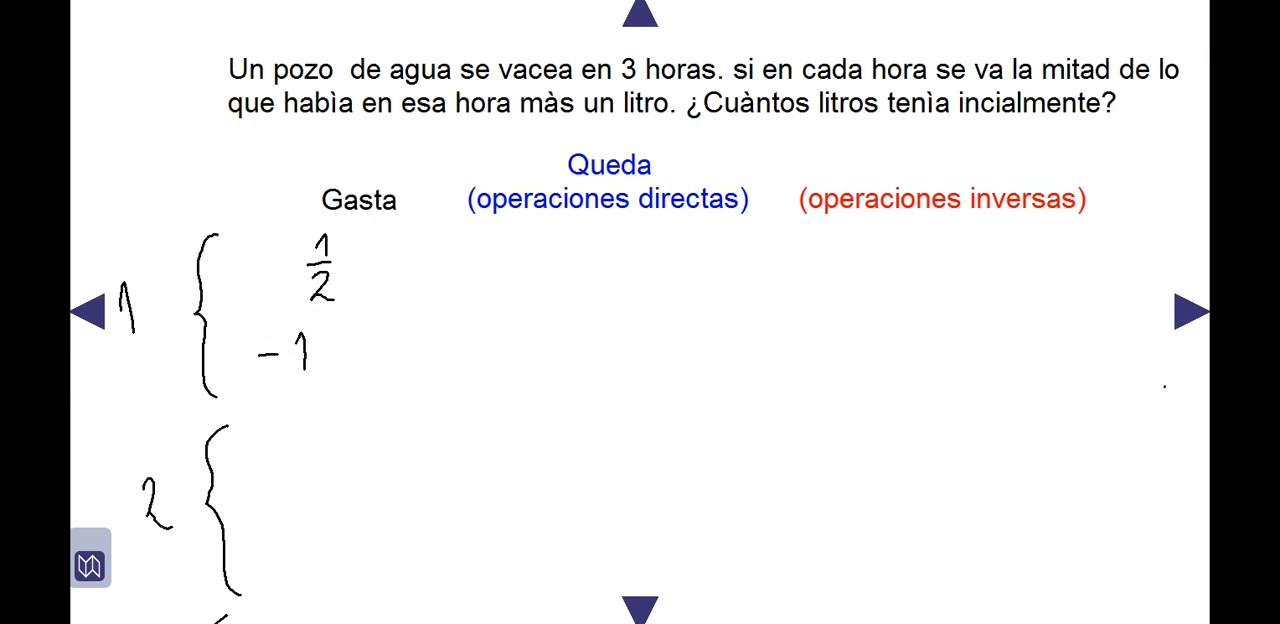 Un pozo de agua se vacea en 3 horas. si en cada hora se va la mitad de lo
que habìa en esa hora màs un litro. ¿Cuàntos litros tenìa incialmente?
Queda
Gasta (operaciones directas) (operaciones inversas)
1
1/2
- 1
2